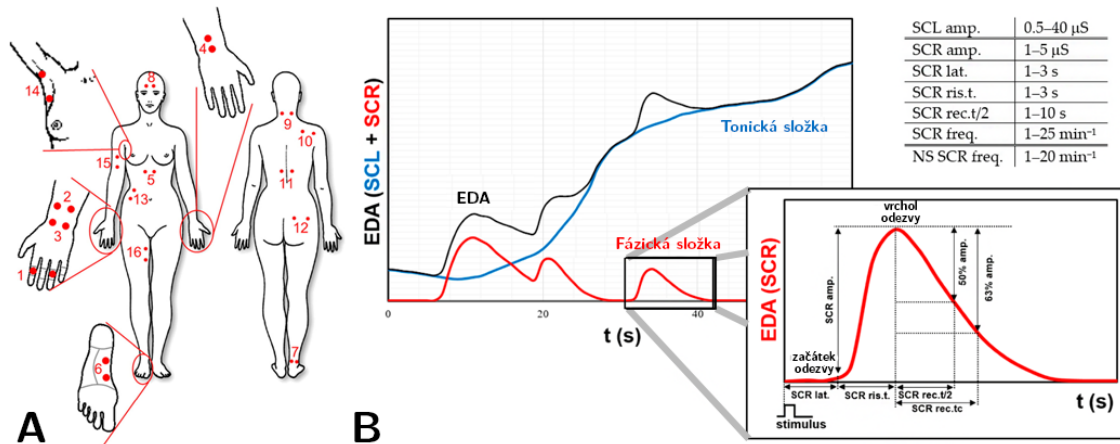 14
15
2
3
1
8
5
13
16
6
4
9
10
11
12
7
A
B
EDA (SCL + SCR)
EDA
Tonická složka
Fázická složka
0
20
40
t (s)
SCL amp. 0.5–40 µS
SCR amp. 1–5 µS
SCR lat. 1–3 s
SCR ris.t. 1–3 s
SCR rec.t/2 1–10 s
SCR freq. 1–25 min⁻¹
NS SCR freq. 1–20 min⁻¹
EDA (SCR)
vrchol
odezvy
SCR amp.
50% amp.
63% amp.
začátek
odezvy
SCR lat.
SCR ris.t.
SCR rec.t/2
SCR rec.tc
t (s)
stimulus